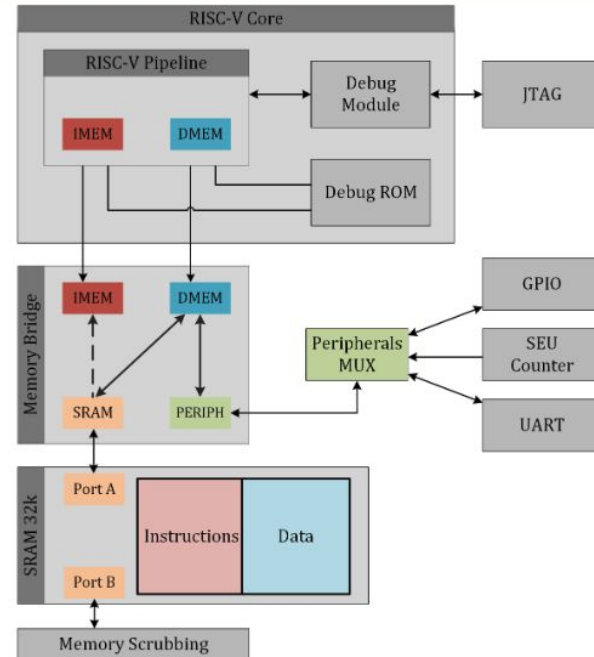 RISC-V Core
RISC-V Pipeline
IMEM
DMEM
Debug
Module
JTAG
Debug ROM
Memory Bridge
IMEM
DMEM
SRAM
PERIPH
Peripherals
MUX
GPIO
SEU
Counter
UART
SRAM 32k
Port A
Instructions
Data
Port B
Memory Scrubbing